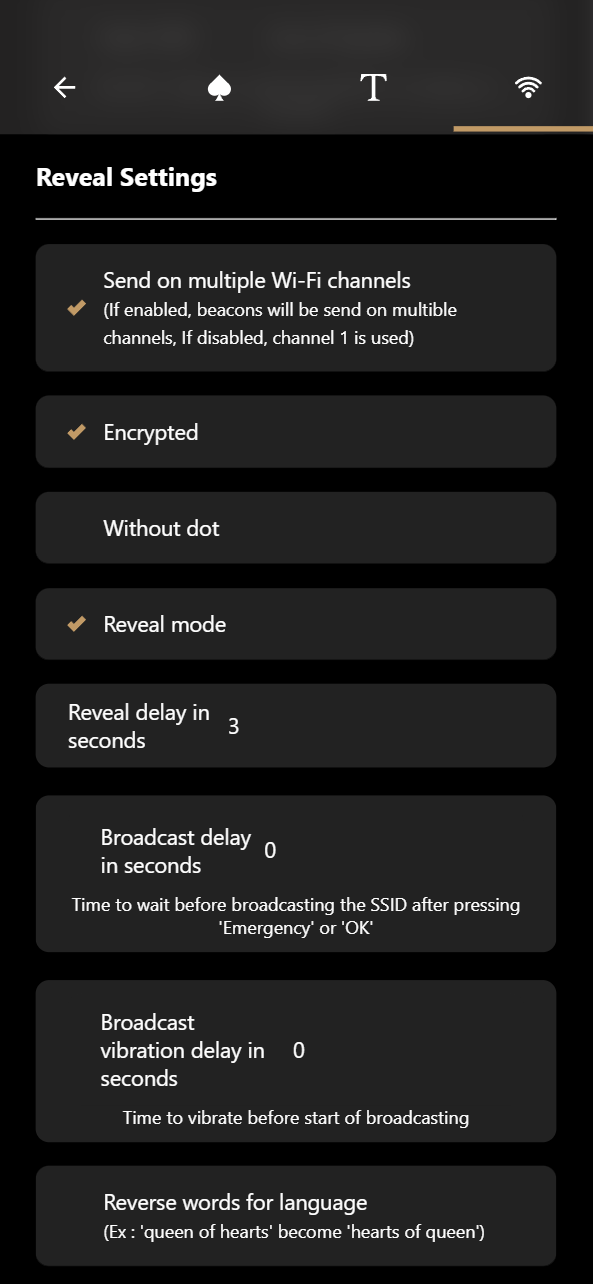 T
Reveal Settings
Send on multiple Wi-Fi channels
(If enabled, beacons will be send on multible
channels, If disabled, channel 1 is used)
Encrypted
Without dot
Reveal mode
Reveal delay in
seconds
3
Broadcast delay
in seconds
0
Time to wait before broadcasting the SSID after pressing
'Emergency' or 'OK'
Broadcast
vibration delay in
seconds
0
Time to vibrate before start of broadcasting
Reverse words for language
(Ex : 'queen of hearts' become 'hearts of queen')